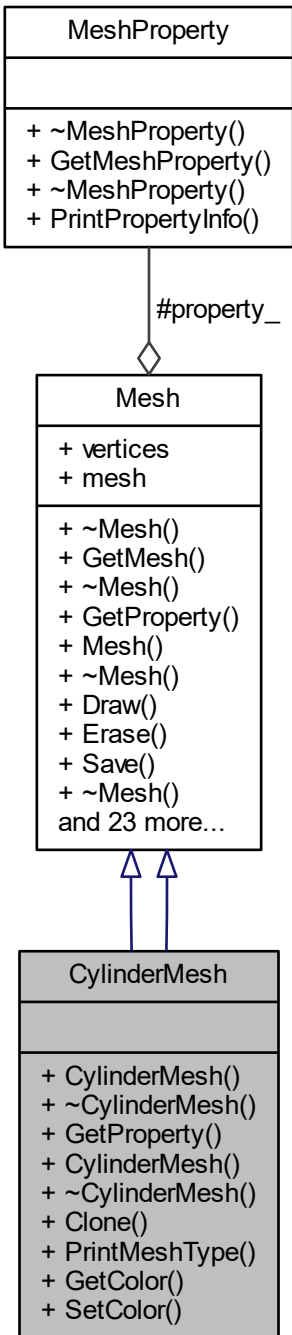 MeshProperty
+ ~MeshProperty()
+ GetMeshProperty()
+ ~MeshProperty()
+ PrintPropertyInfo()
#property_
Mesh
+ vertices
+ mesh
+ ~Mesh()
+ GetMesh()
+ ~Mesh()
+ GetProperty()
+ Mesh()
+ ~Mesh()
+ Draw()
+ Erase()
+ Save()
+ ~Mesh()
and 23 more...
CylinderMesh
+ CylinderMesh()
+ ~CylinderMesh()
+ GetProperty()
+ CylinderMesh()
+ ~CylinderMesh()
+ Clone()
+ PrintMeshType()
+ GetColor()
+ SetColor()